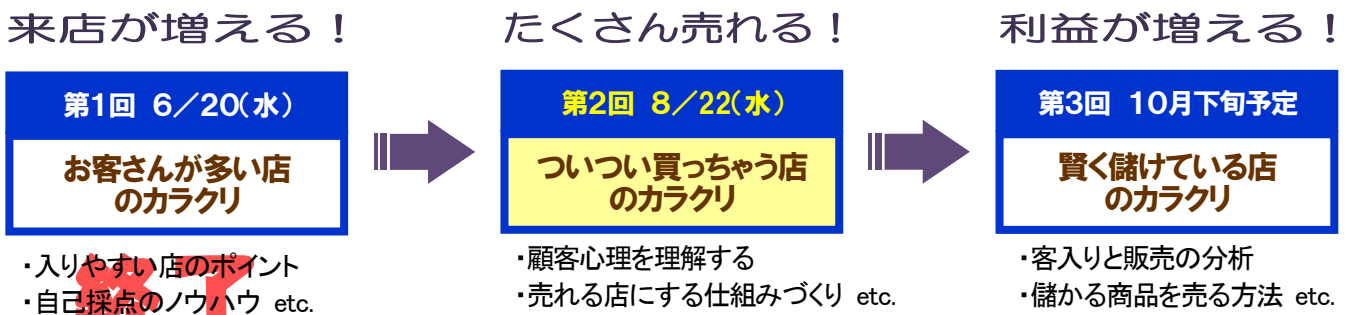 来店が増える！
第1回 6／20(水)
お客さんが多い店
のカラクリ
・入りやすい店のポイント
・自己採点のノウハウ etc.
終了
たくさん売れる！
第2回 8／22(水)
ついつい買っちゃう店
のカラクリ
・顧客心理を理解する
・売れる店にする仕組みづくり etc.
利益が増える！
第3回 10月下旬予定
賢く儲けている店
のカラクリ
・客入りと販売の分析
・儲かる商品を売る方法 etc.